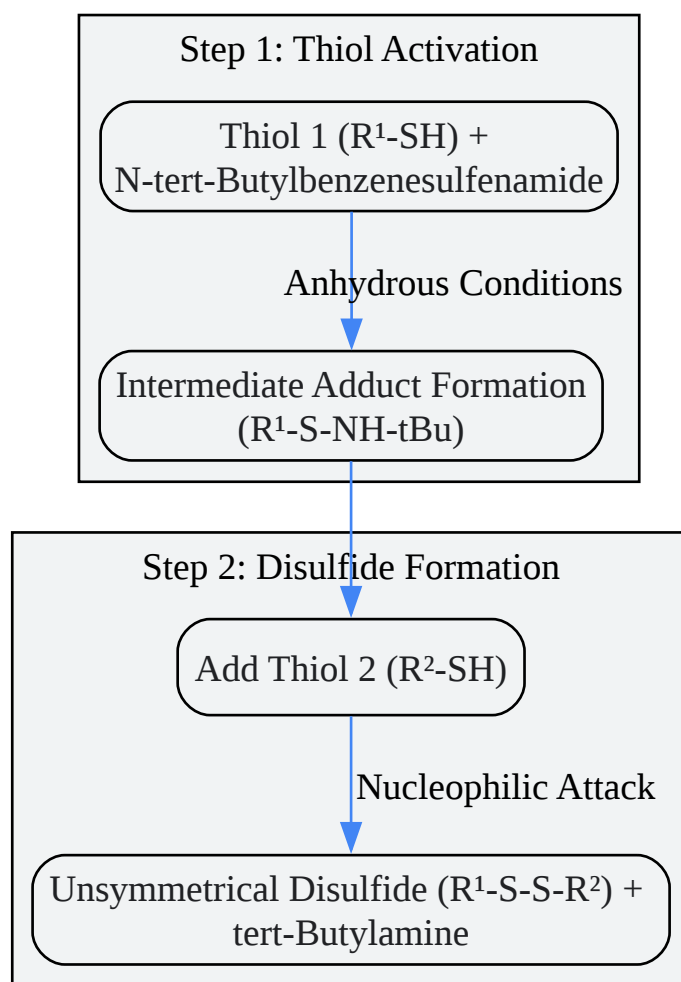 Step 1: Thiol Activation
Thiol 1 (R¹-SH) +
N-tert-Butylbenzenesulfenamide
Anhydrous Conditions
Intermediate Adduct Formation
(R¹-S-NH-tBu)
Step 2: Disulfide Formation
Add Thiol 2 (R²-SH)
Nucleophilic Attack
Unsymmetrical Disulfide (R¹-S-S-R²) +
tert-Butylamine